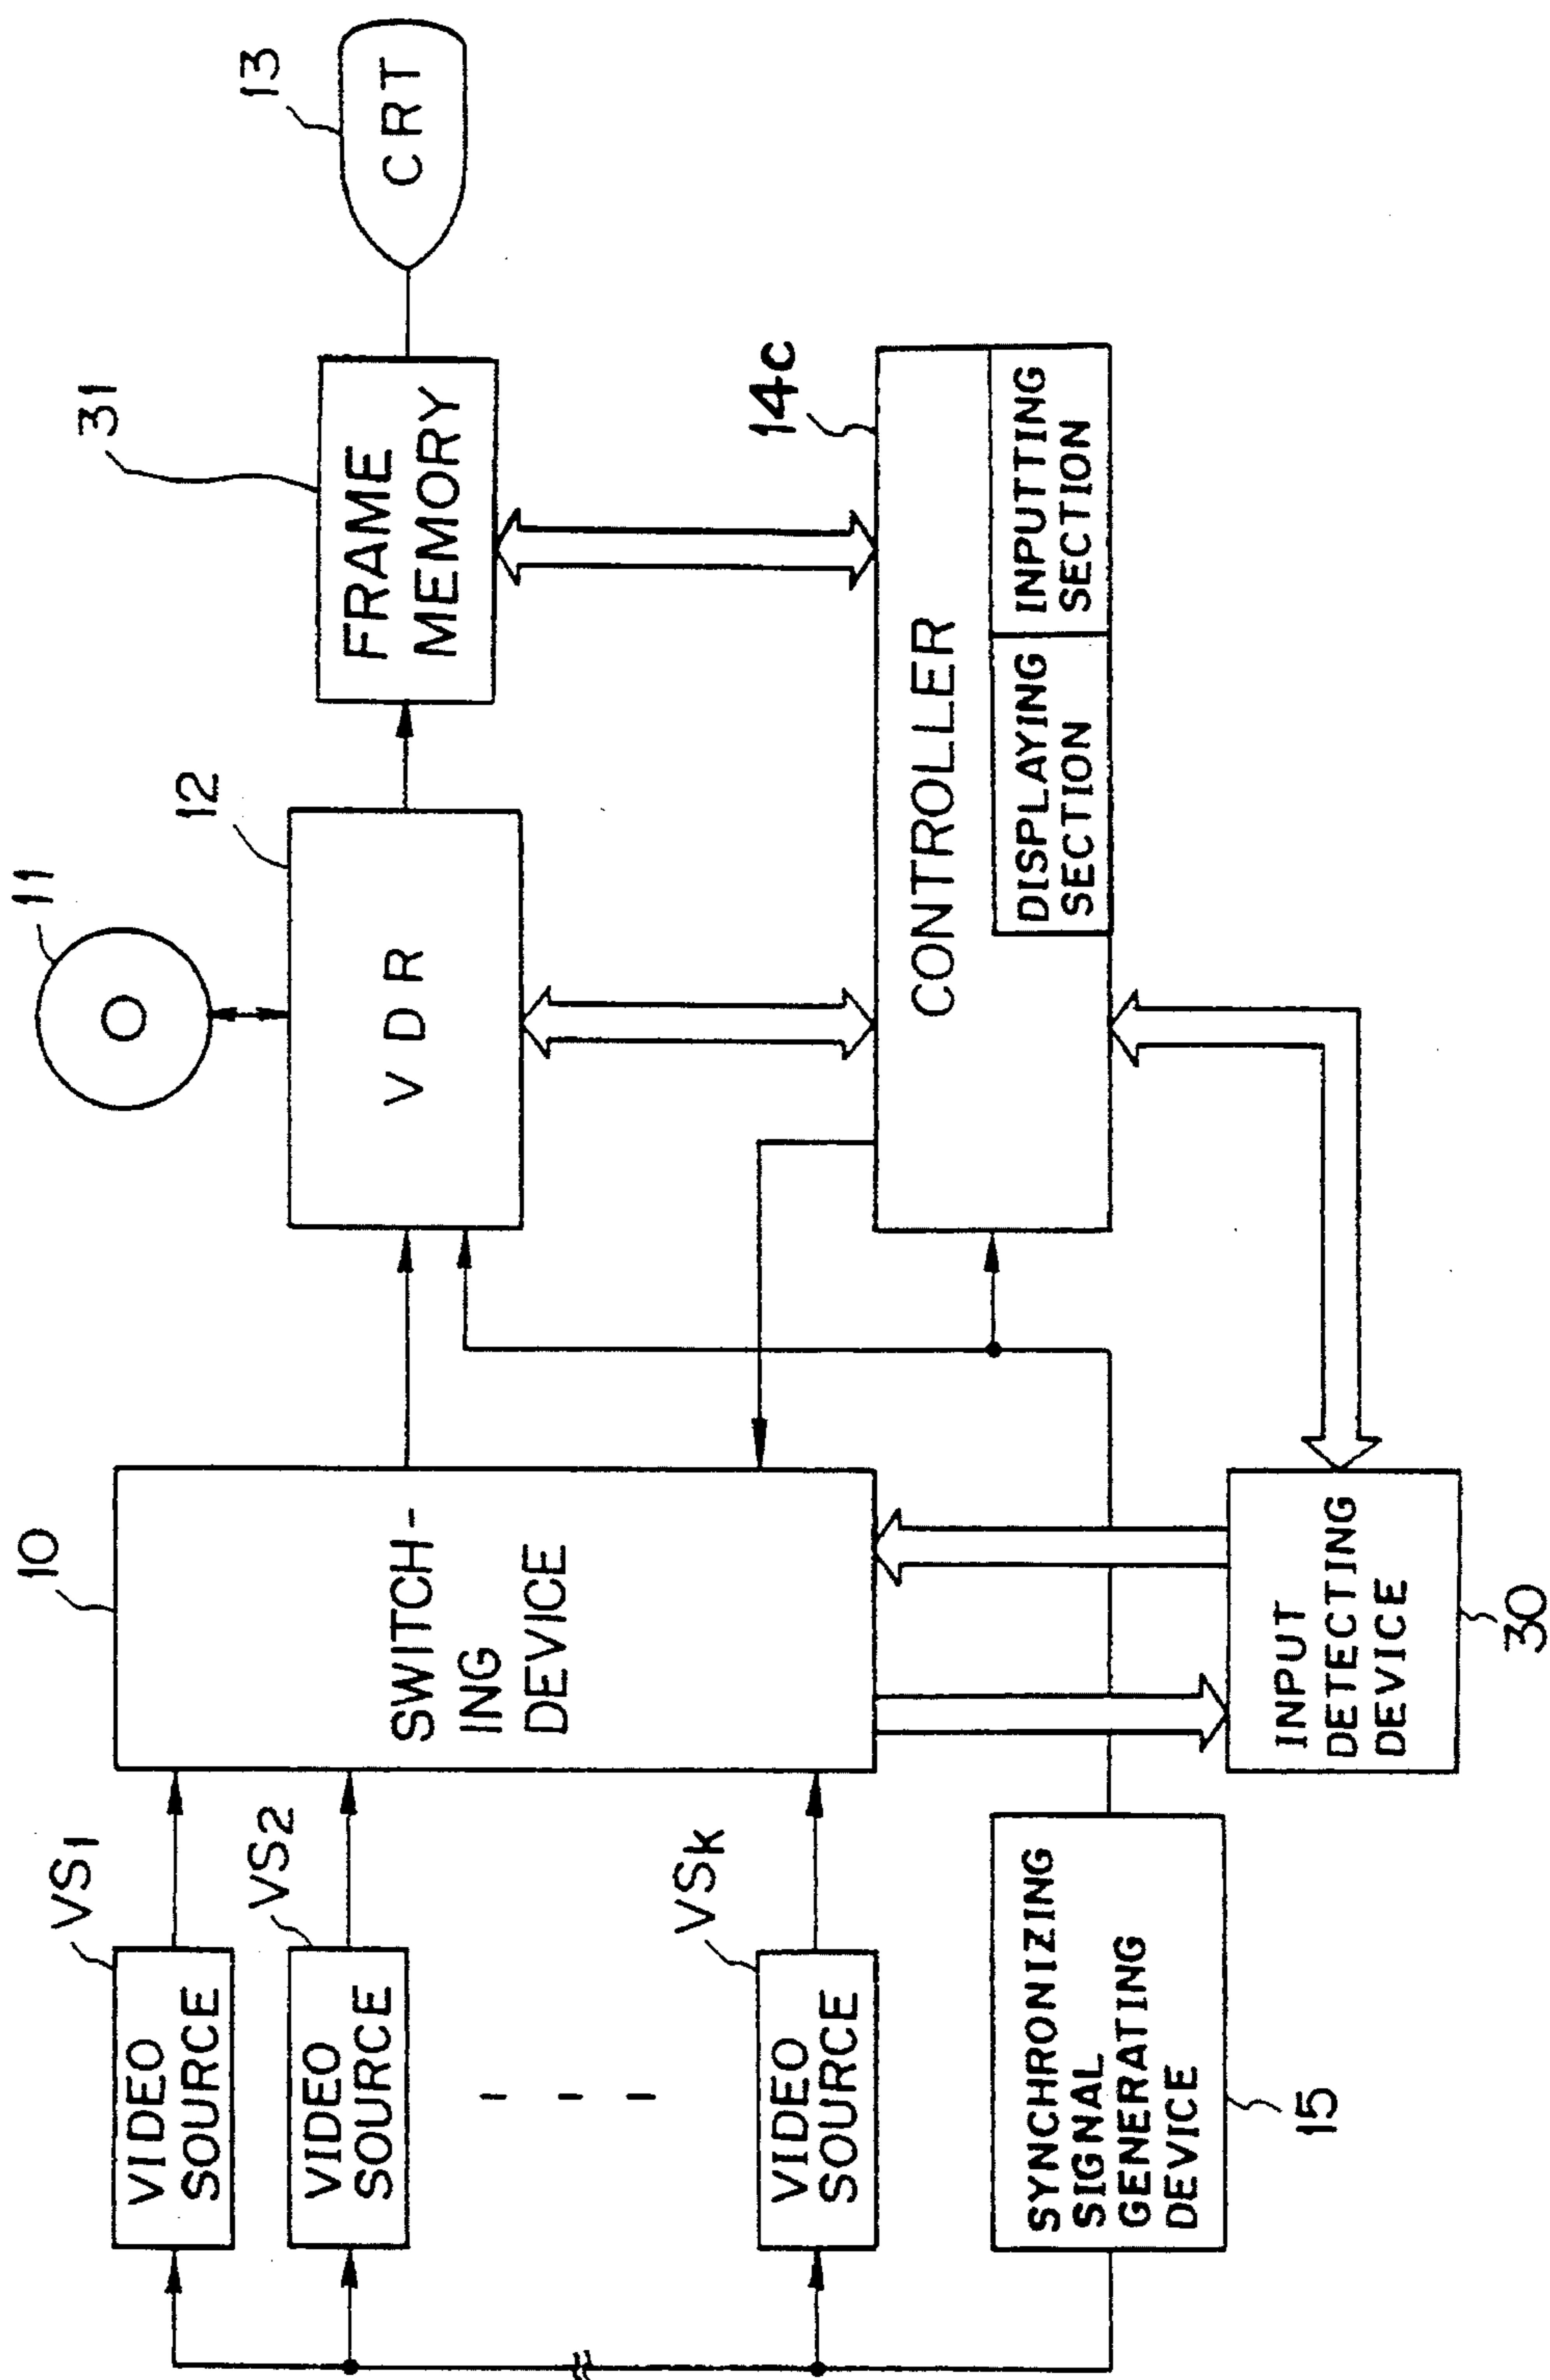 11
13
31
12
10
VS1
VS2
VSk
VIDEO
SOURCE
VIDEO
SOURCE
VIDEO
SOURCE
SWITCH-
ING
DEVICE
VDR
FRAME
MEMORY
CRT
14c
CONTROLLER
DISPLAYING
SECTION
INPUTTING
SECTION
SYNCHRONIZING
SIGNAL
GENERATING
DEVICE
15
INPUT
DETECTING
DEVICE
30